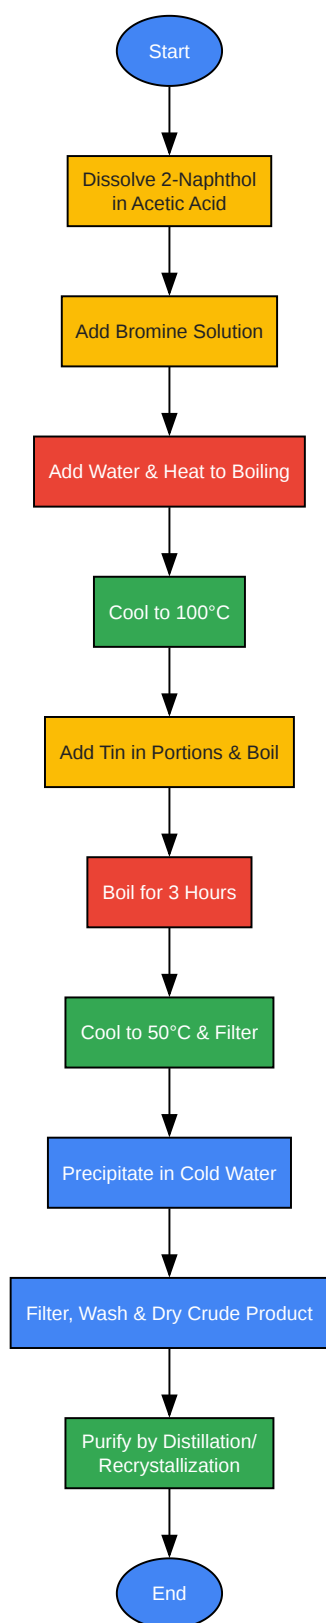 Start
Dissolve 2-Naphthol
in Acetic Acid
Add Bromine Solution
Add Water & Heat to Boiling
Cool to 100°C
Add Tin in Portions & Boil
Boil for 3 Hours
Cool to 50°C & Filter
Precipitate in Cold Water
Filter, Wash & Dry Crude Product
Purify by Distillation/
Recrystallization
End